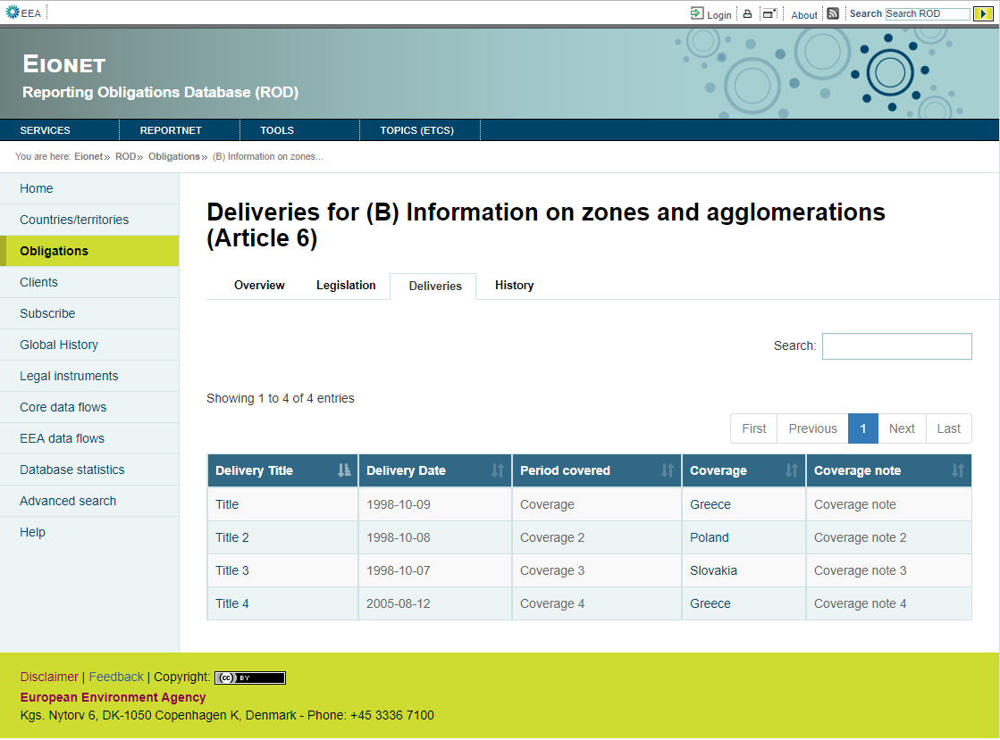 EEA
Login
About
Search Search ROD
EIONET
Reporting Obligations Database (ROD)
SERVICES REPORTNET TOOLS TOPICS (ETCS)
You are here: Eionet» ROD» Obligations» (B) Information on zones...
Home
Countries/territories
Obligations
Clients
Subscribe
Global History
Legal instruments
Core data flows
EEA data flows
Database statistics
Advanced search
Help
Deliveries for (B) Information on zones and agglomerations
(Article 6)
Overview Legislation Deliveries History
Search:
Showing 1 to 4 of 4 entries
First Previous 1 Next Last
Delivery Title Delivery Date Period covered Coverage Coverage note
Title 1998-10-09 Coverage Greece Coverage note
Title 2 1998-10-08 Coverage 2 Poland Coverage note 2
Title 3 1998-10-07 Coverage 3 Slovakia Coverage note 3
Title 4 2005-08-12 Coverage 4 Greece Coverage note 4
Disclaimer | Feedback | Copyright: (cc) BY
European Environment Agency
Kgs. Nytorv 6, DK-1050 Copenhagen K, Denmark - Phone: +45 3336 7100